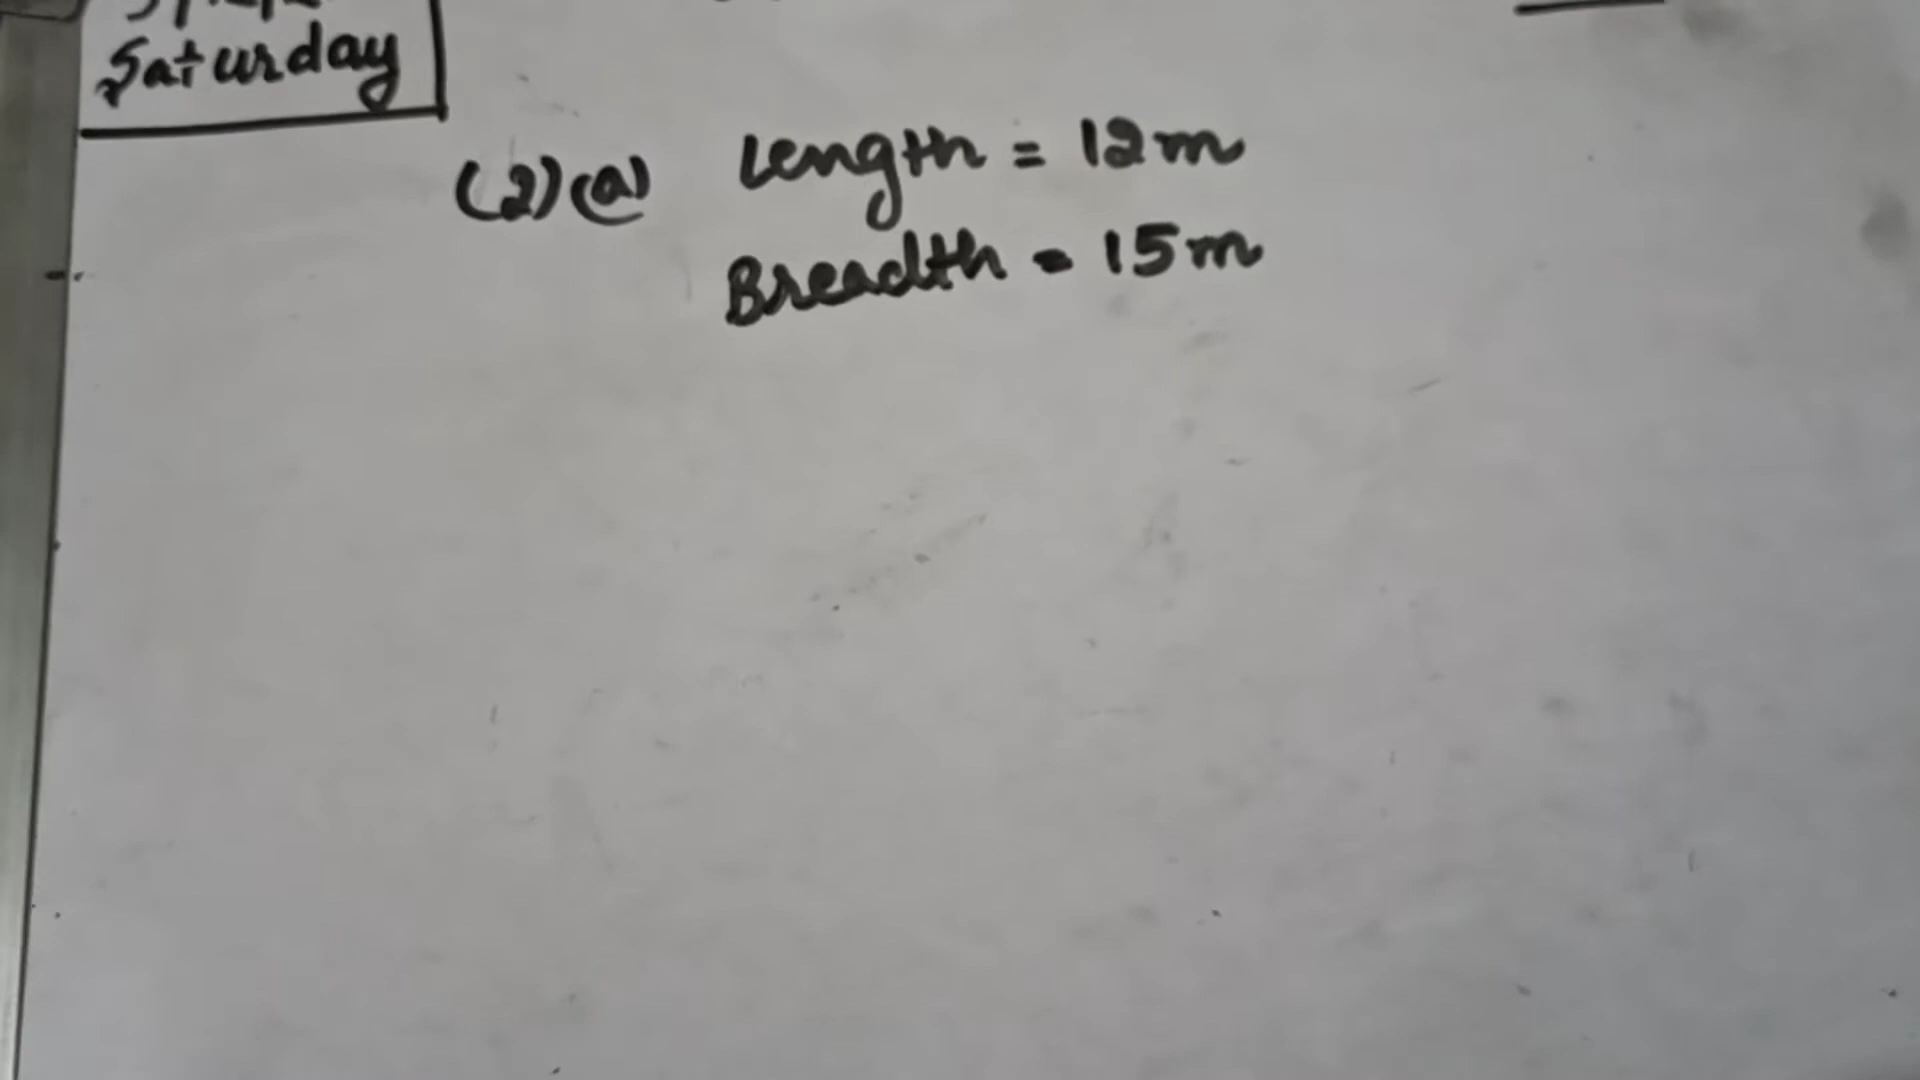 Saturday
(2)(a) Length = 12m
Breadth = 15m